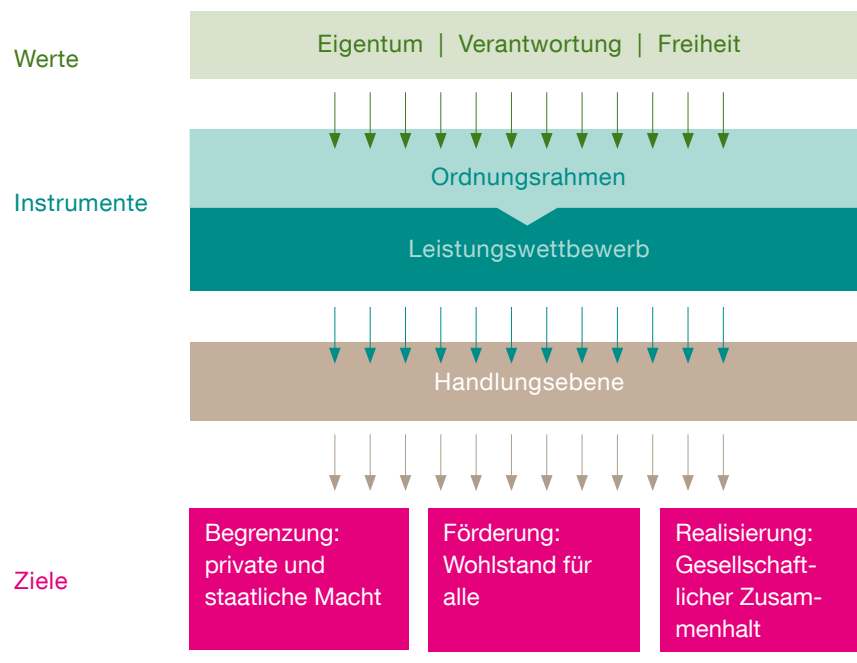 Werte
Eigentum | Verantwortung | Freiheit
Instrumente
Ordnungsrahmen
Leistungswettbewerb
Handlungsebene
Ziele
Begrenzung:
private und
staatliche Macht
Förderung:
Wohlstand für
alle
Realisierung:
Gesellschaft-
licher Zusam-
menhalt